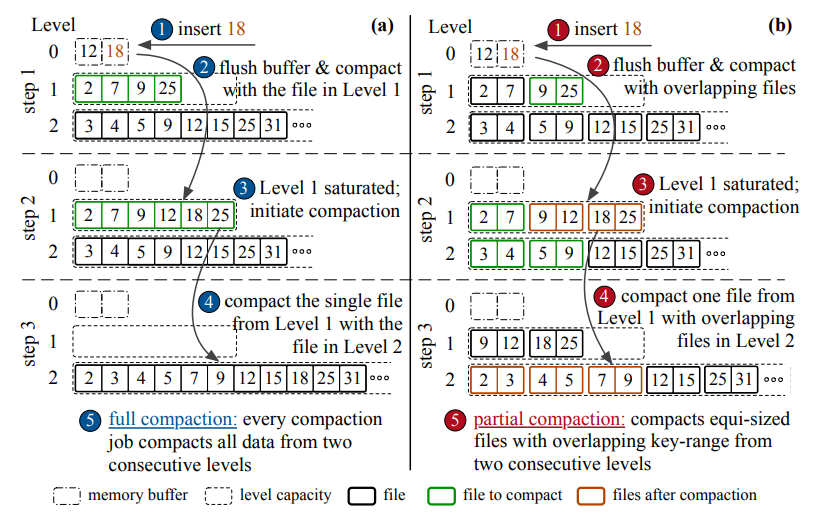 Level
(a)
1 insert 18
0 12 18
step 1
2 flush buffer & compact
with the file in Level 1
1 2 7 9 25
2 3 4 5 9 12 15 25 31 ooo
0
step 2
3 Level 1 saturated;
initiate compaction
1 2 7 9 12 18 25
2 3 4 5 9 12 15 25 31 ooo
0
step 3
4 compact the single file
from Level 1 with the
file in Level 2
1
2 2 3 4 5 7 9 12 15 18 25 31 ooo
5 full compaction: every compaction
job compacts all data from two
consecutive levels
Level
(b)
1 insert 18
0 12 18
step 1
2 flush buffer & compact
with overlapping files
1 2 7 9 25
2 3 4 5 9 12 15 25 31 ooo
0
step 2
3 Level 1 saturated;
initiate compaction
1 2 7 9 12 18 25
2 3 4 5 9 12 15 25 31 ooo
0
step 3
4 compact one file from
Level 1 with overlapping
files in Level 2
1 9 12 18 25
2 2 3 4 5 7 9 12 15 25 31 ooo
5 partial compaction: compacts equi-sized
files with overlapping key-range from
two consecutive levels
memory buffer level capacity file file to compact files after compaction